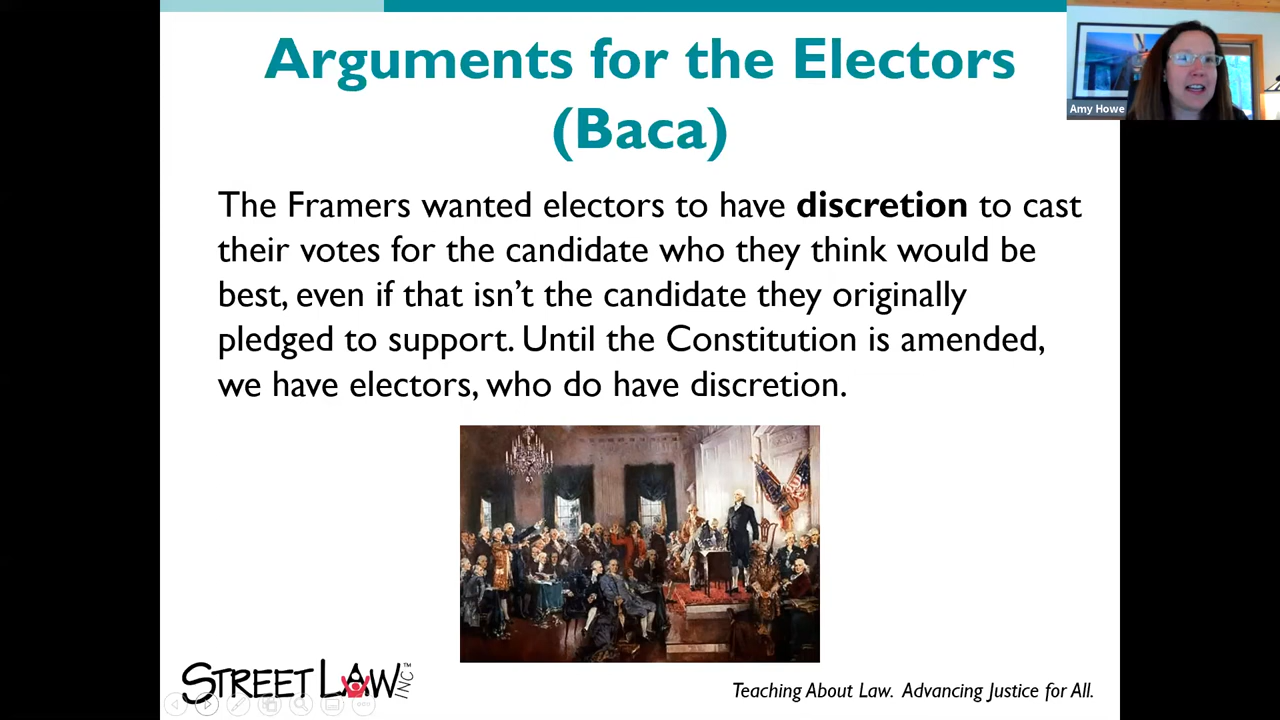 Arguments for the Electors
(Baca)
Amy Howe
The Framers wanted electors to have discretion to cast
their votes for the candidate who they think would be
best, even if that isn’t the candidate they originally
pledged to support. Until the Constitution is amended,
we have electors, who do have discretion.
STREET LAW INC™
Teaching About Law. Advancing Justice for All.